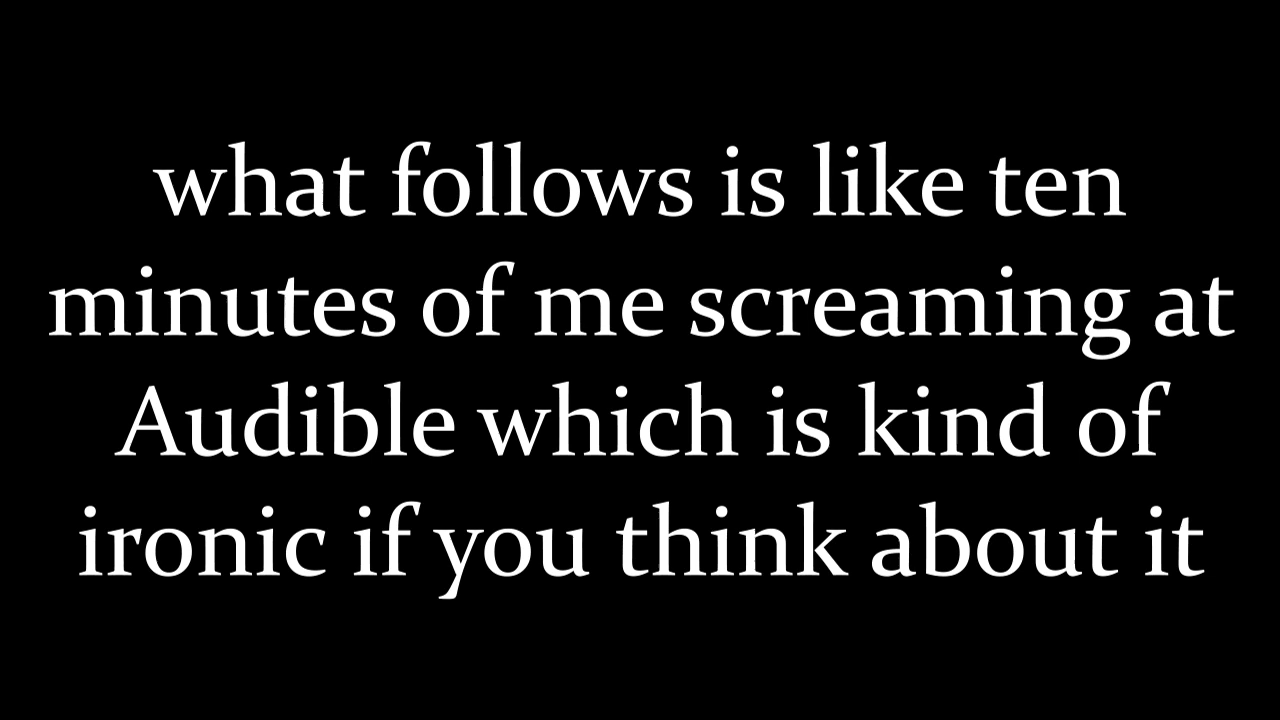 what follows is like ten
minutes of me screaming at
Audible which is kind of
ironic if you think about it